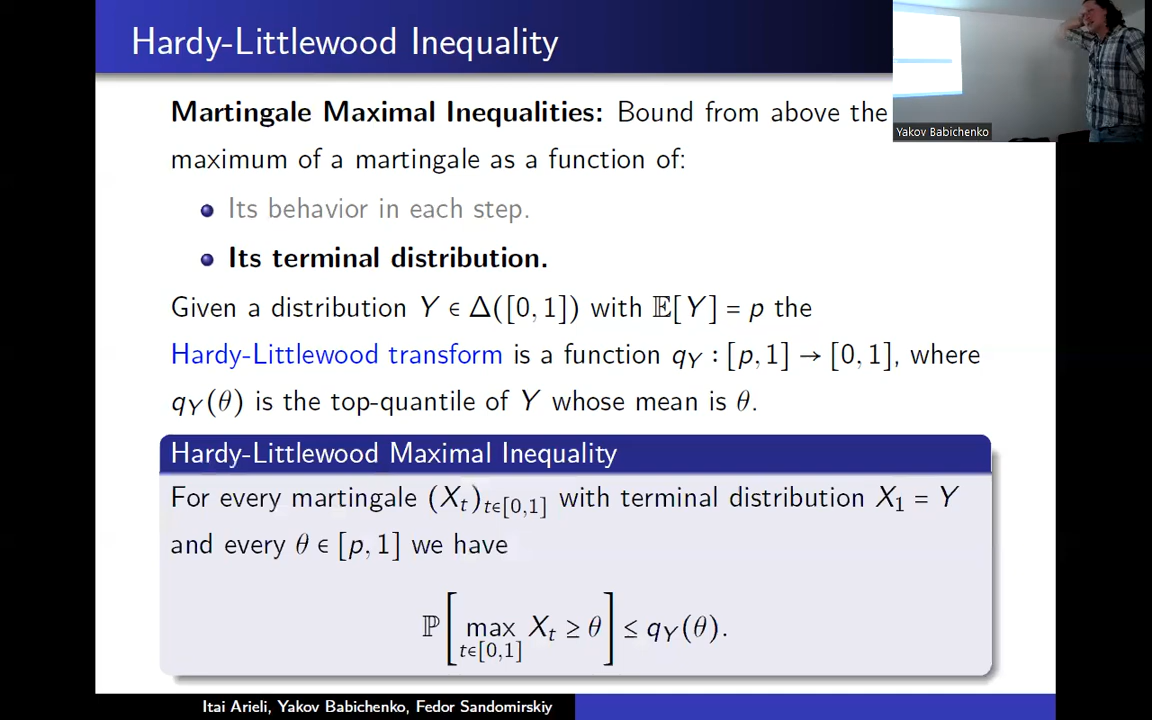 Hardy-Littlewood Inequality
Yakov Babichenko
Martingale Maximal Inequalities: Bound from above the
maximum of a martingale as a function of:
Its behavior in each step.
Its terminal distribution.
Given a distribution Y ∈ Δ([0, 1]) with 𝔼[Y] = p the
Hardy-Littlewood transform is a function q_Y : [p, 1] → [0, 1], where
q_Y(θ) is the top-quantile of Y whose mean is θ.
Hardy-Littlewood Maximal Inequality
For every martingale (X_t)_{t∈[0,1]} with terminal distribution X_1 = Y
and every θ ∈ [p, 1] we have
ℙ[max_{t∈[0,1]} X_t ≥ θ] ≤ q_Y(θ).
Itai Arieli, Yakov Babichenko, Fedor Sandomirskiy